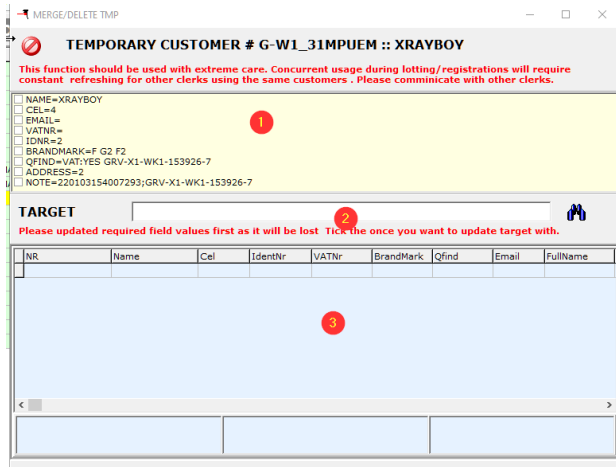 MERGE/DELETE TMP
TEMPORARY CUSTOMER # G-W1_31MPUEM :: XRAYBOY
This function should be used with extreme care. Concurrent usage during lotting/registrations will require
constant refreshing for other clerks using the same customers . Please comminicate with other clerks.
NAME=XRAYBOY
CEL=4
EMAIL=
VATNR=
IDNR=2
BRANDMARK=F G2 F2
QFIND=VAT:YES GRV-X1-WK1-153926-7
ADDRESS=2
NOTE=220103154007293;GRV-X1-WK1-153926-7
1
TARGET
2
Please updated required field values first as it will be lost Tick the once you want to update target with.
NR Name Cel IdentNr VATNr BrandMark Qfind Email FullName
3